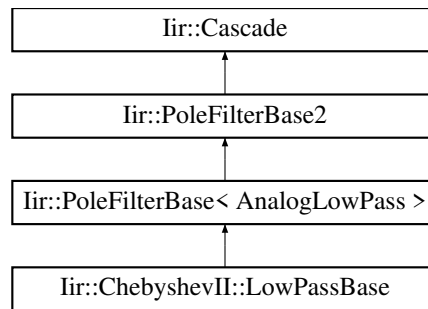 Iir::Cascade
Iir::PoleFilterBase2
Iir::PoleFilterBase< AnalogLowPass >
Iir::ChebyshevII::LowPassBase